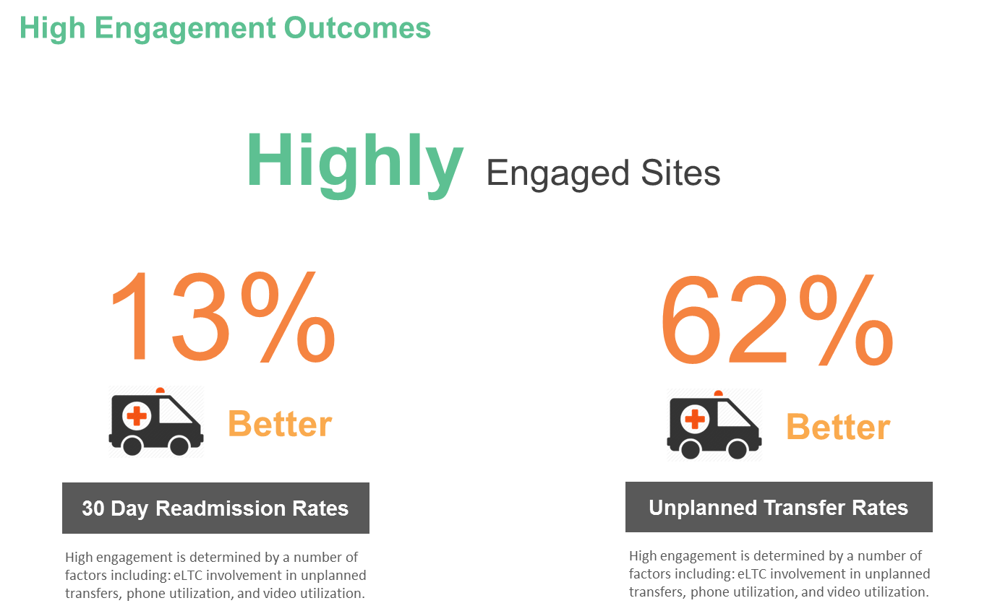 High Engagement Outcomes
Highly Engaged Sites
13%
Better
30 Day Readmission Rates
High engagement is determined by a number of
factors including: eLTC involvement in unplanned
transfers, phone utilization, and video utilization.
62%
Better
Unplanned Transfer Rates
High engagement is determined by a number of
factors including: eLTC involvement in unplanned
transfers, phone utilization, and video utilization.